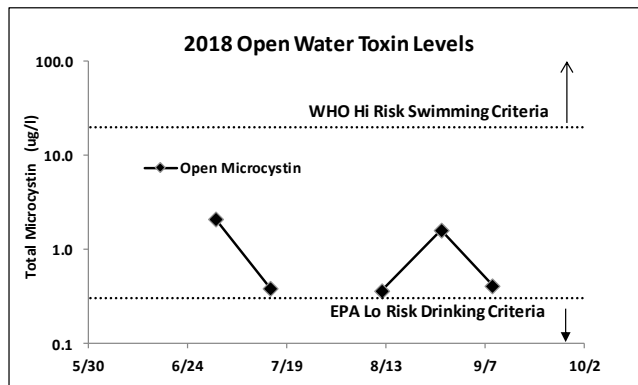 2018 Open Water Toxin Levels
100.0
WHO Hi Risk Swimming Criteria
10.0
Open Microcystin
Total Microcystin (ug/l)
1.0
EPA Lo Risk Drinking Criteria
0.1
5/30 6/24 7/19 8/13 9/7 10/2